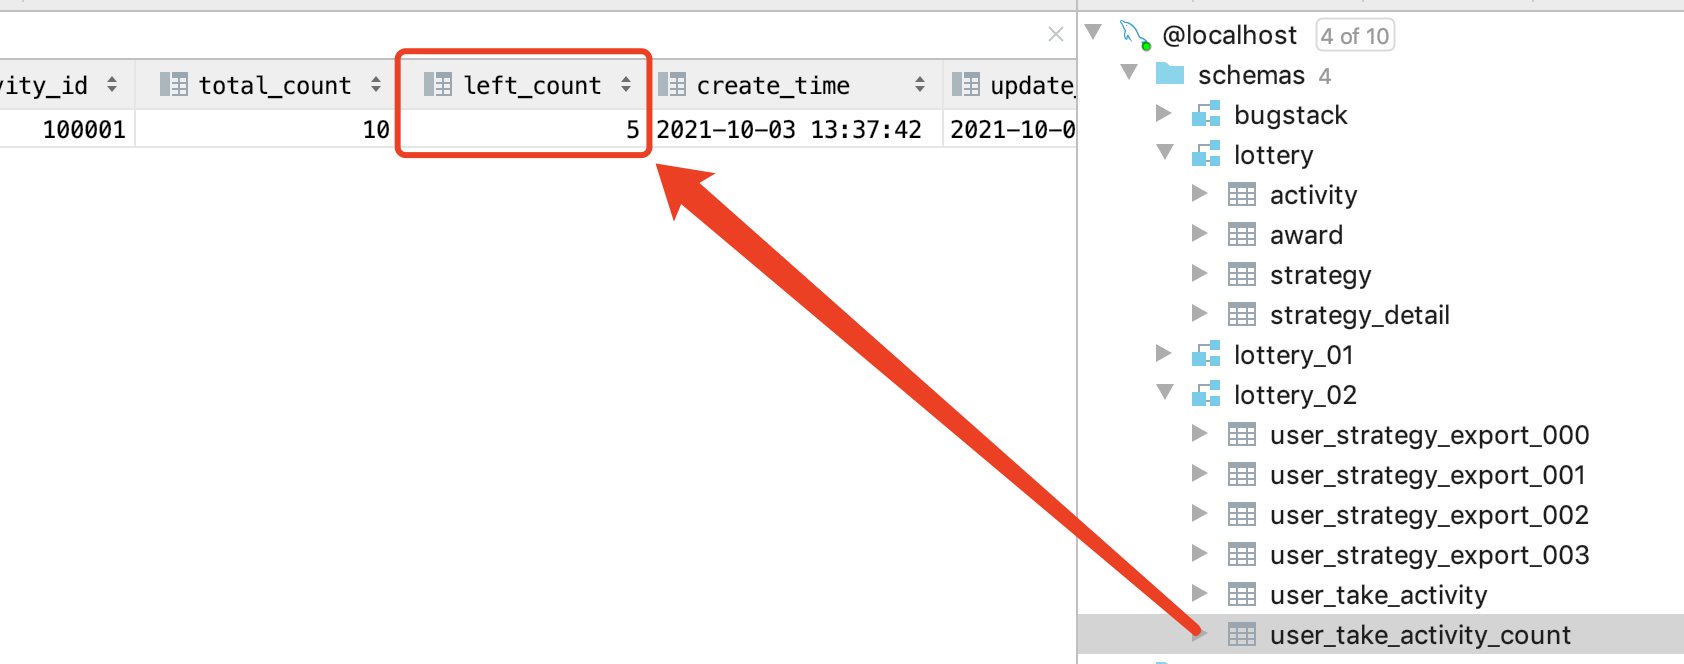 vity_id total_count left_count create_time update_
100001 10 5 2021-10-03 13:37:42 2021-10-0
@localhost 4 of 10
schemas 4
bugstack
lottery
activity
award
strategy
strategy_detail
lottery_01
lottery_02
user_strategy_export_000
user_strategy_export_001
user_strategy_export_002
user_strategy_export_003
user_take_activity
user_take_activity_count